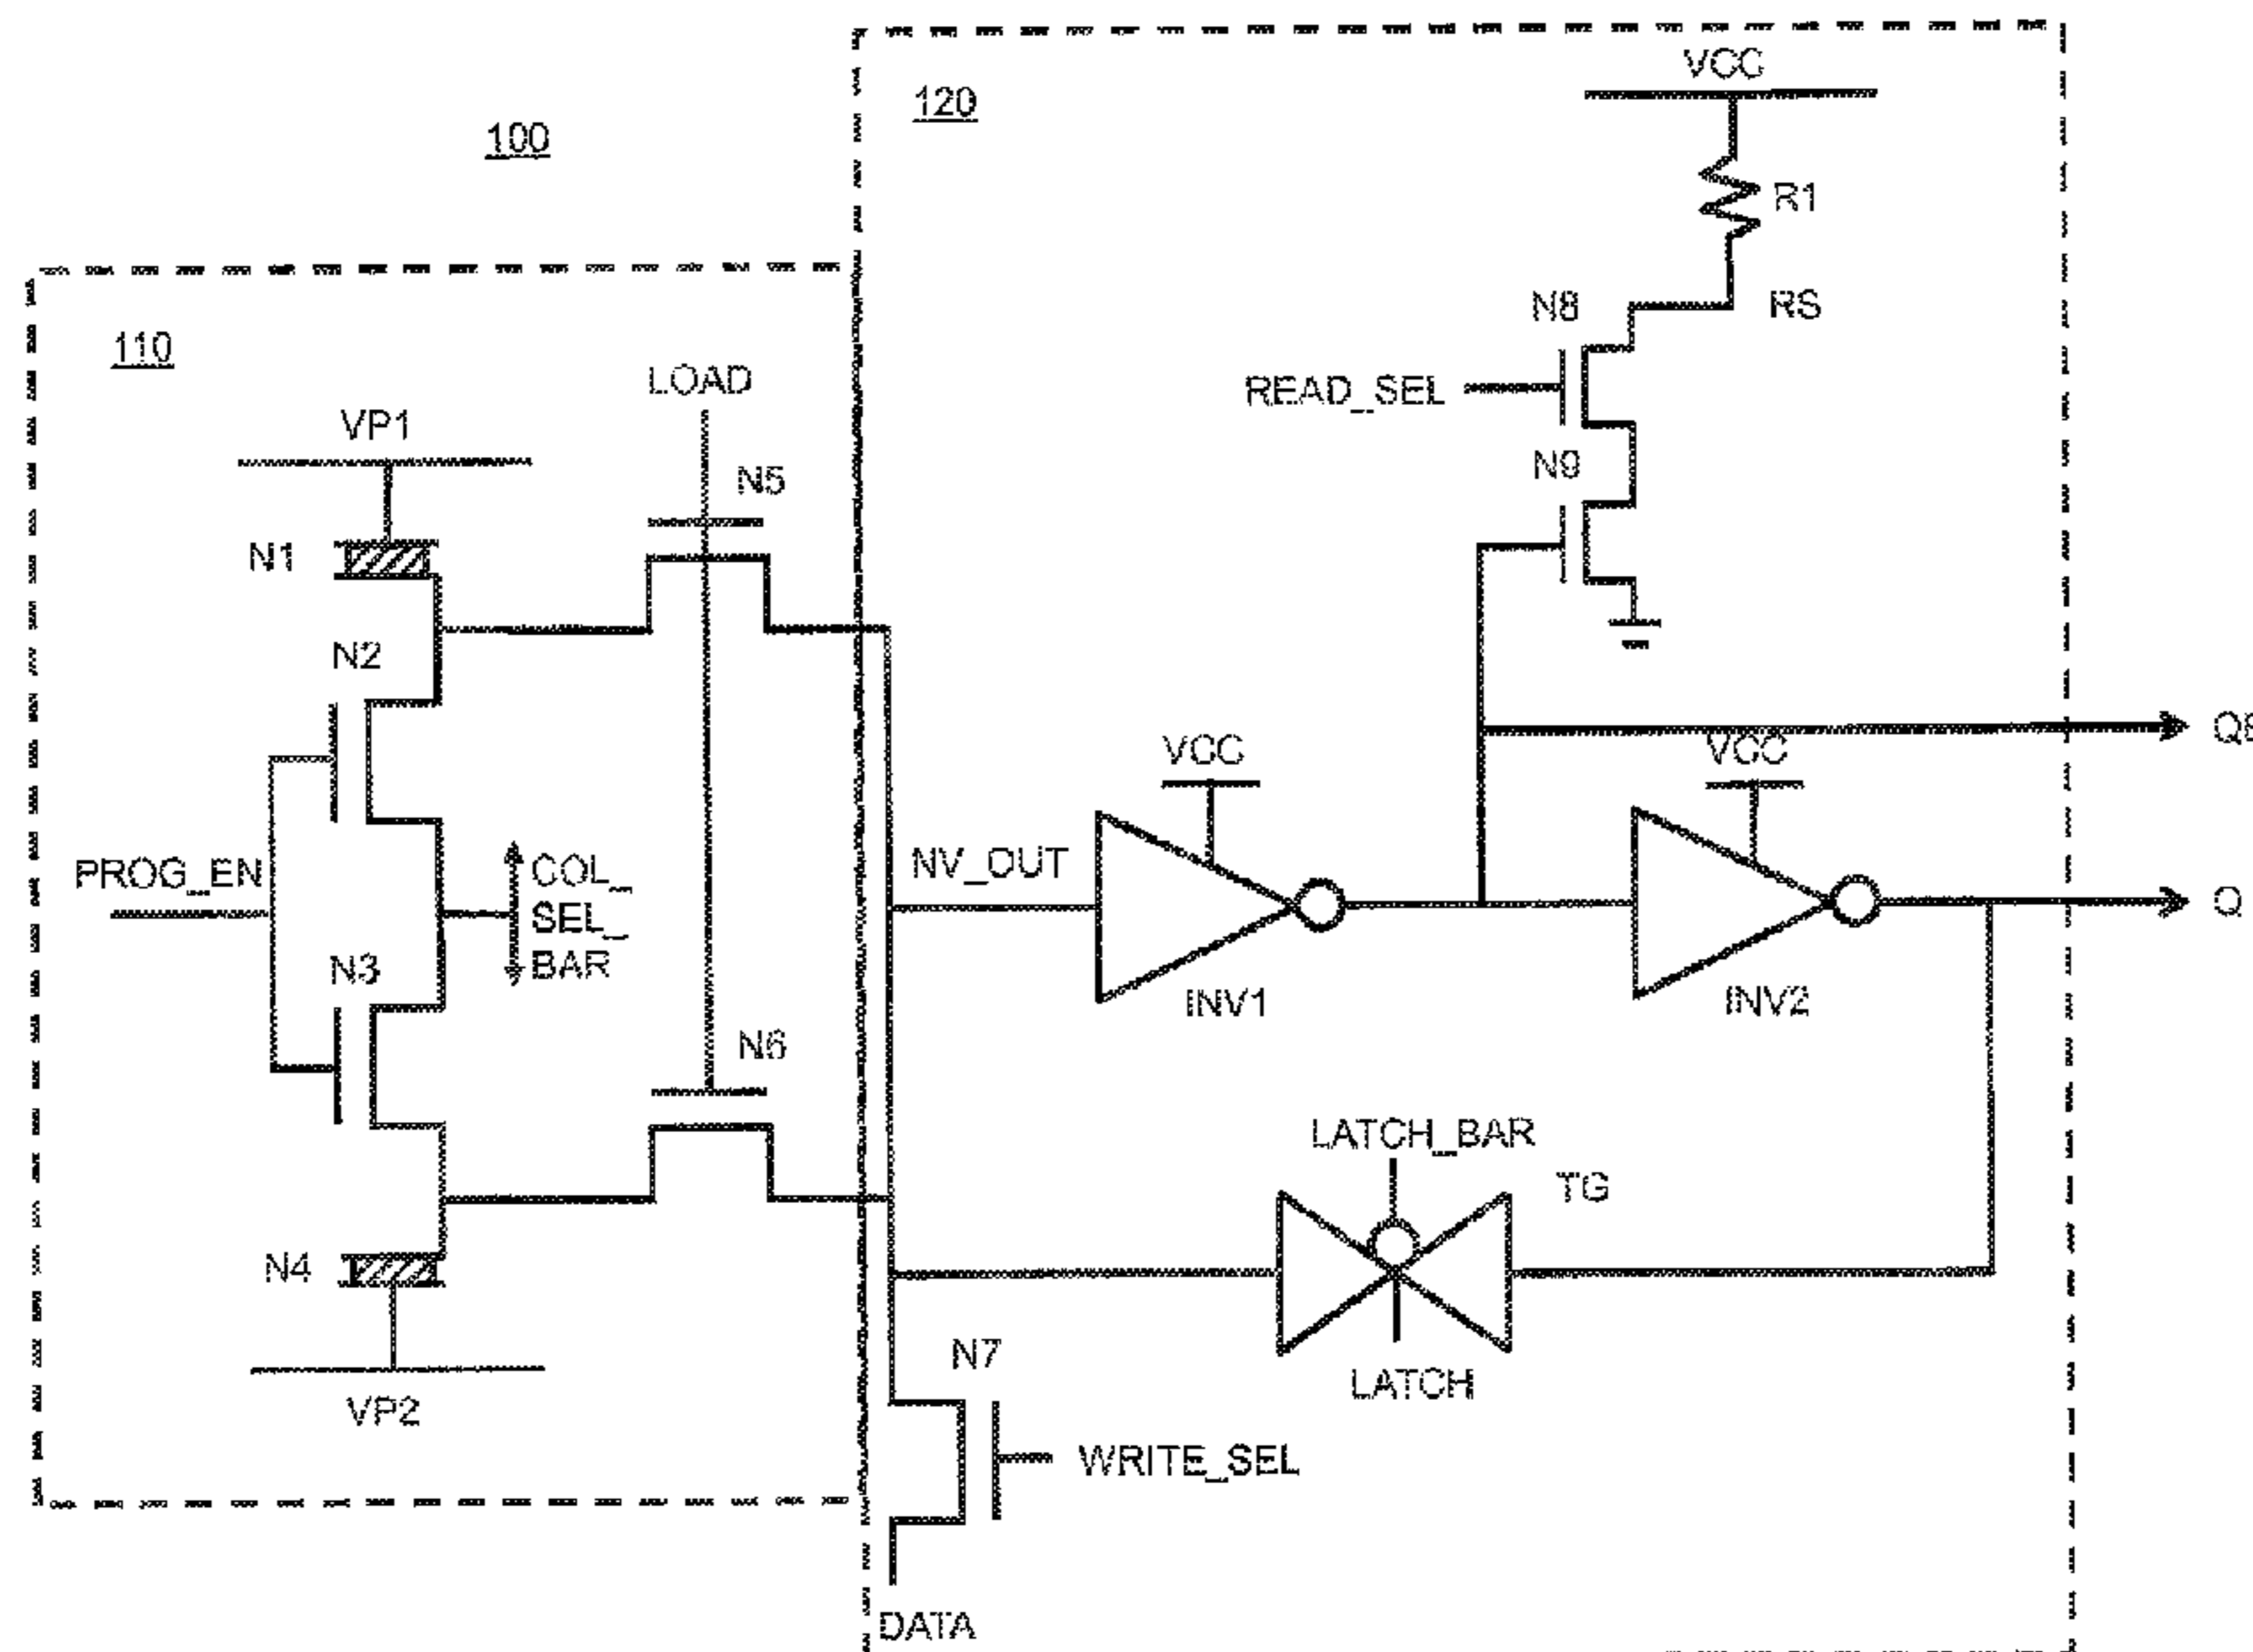 100
120
VCC
R1
RS
N8
READ_SEL
N9
110
VP1
LOAD
N5
N1
N2
PROG_EN
COL_
SEL_
BAR
N3
N6
N4
VP2
NV_OUT
VCC
INV1
VCC
INV2
Q
LATCH_BAR
TG
LATCH
N7
WRITE_SEL
DATA